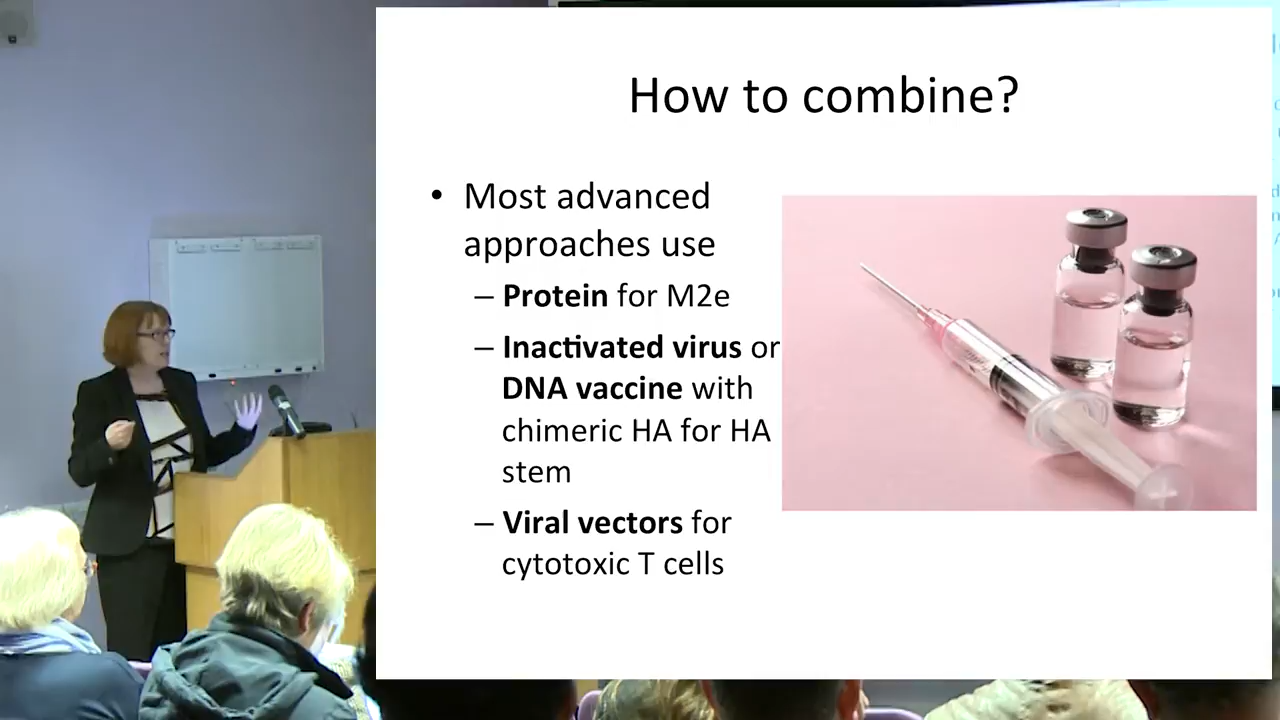 How to combine?
• Most advanced
approaches use
– Protein for M2e
– Inactivated virus or
DNA vaccine with
chimeric HA for HA
stem
– Viral vectors for
cytotoxic T cells